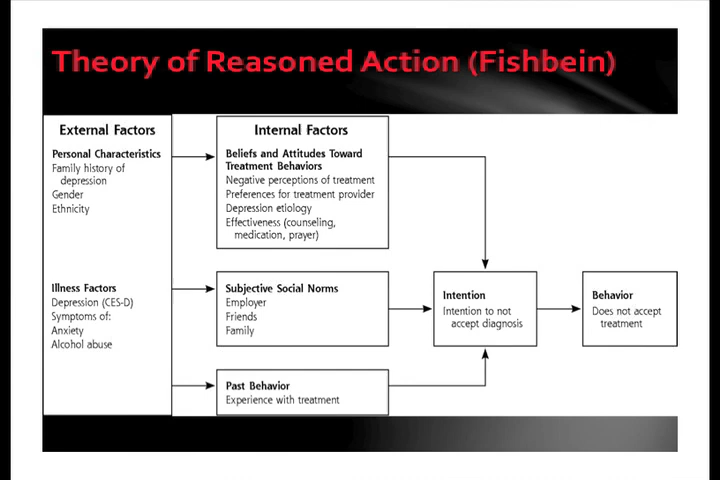 Theory of Reasoned Action (Fishbein)
External Factors
Personal Characteristics
Family history of
depression
Gender
Ethnicity
Illness Factors
Depression (CES-D)
Symptoms of:
Anxiety
Alcohol abuse
Internal Factors
Beliefs and Attitudes Toward
Treatment Behaviors
Negative perceptions of treatment
Preferences for treatment provider
Depression etiology
Effectiveness (counseling,
medication, prayer)
Subjective Social Norms
Employer
Friends
Family
Past Behavior
Experience with treatment
Intention
Intention to not
accept diagnosis
Behavior
Does not accept
treatment